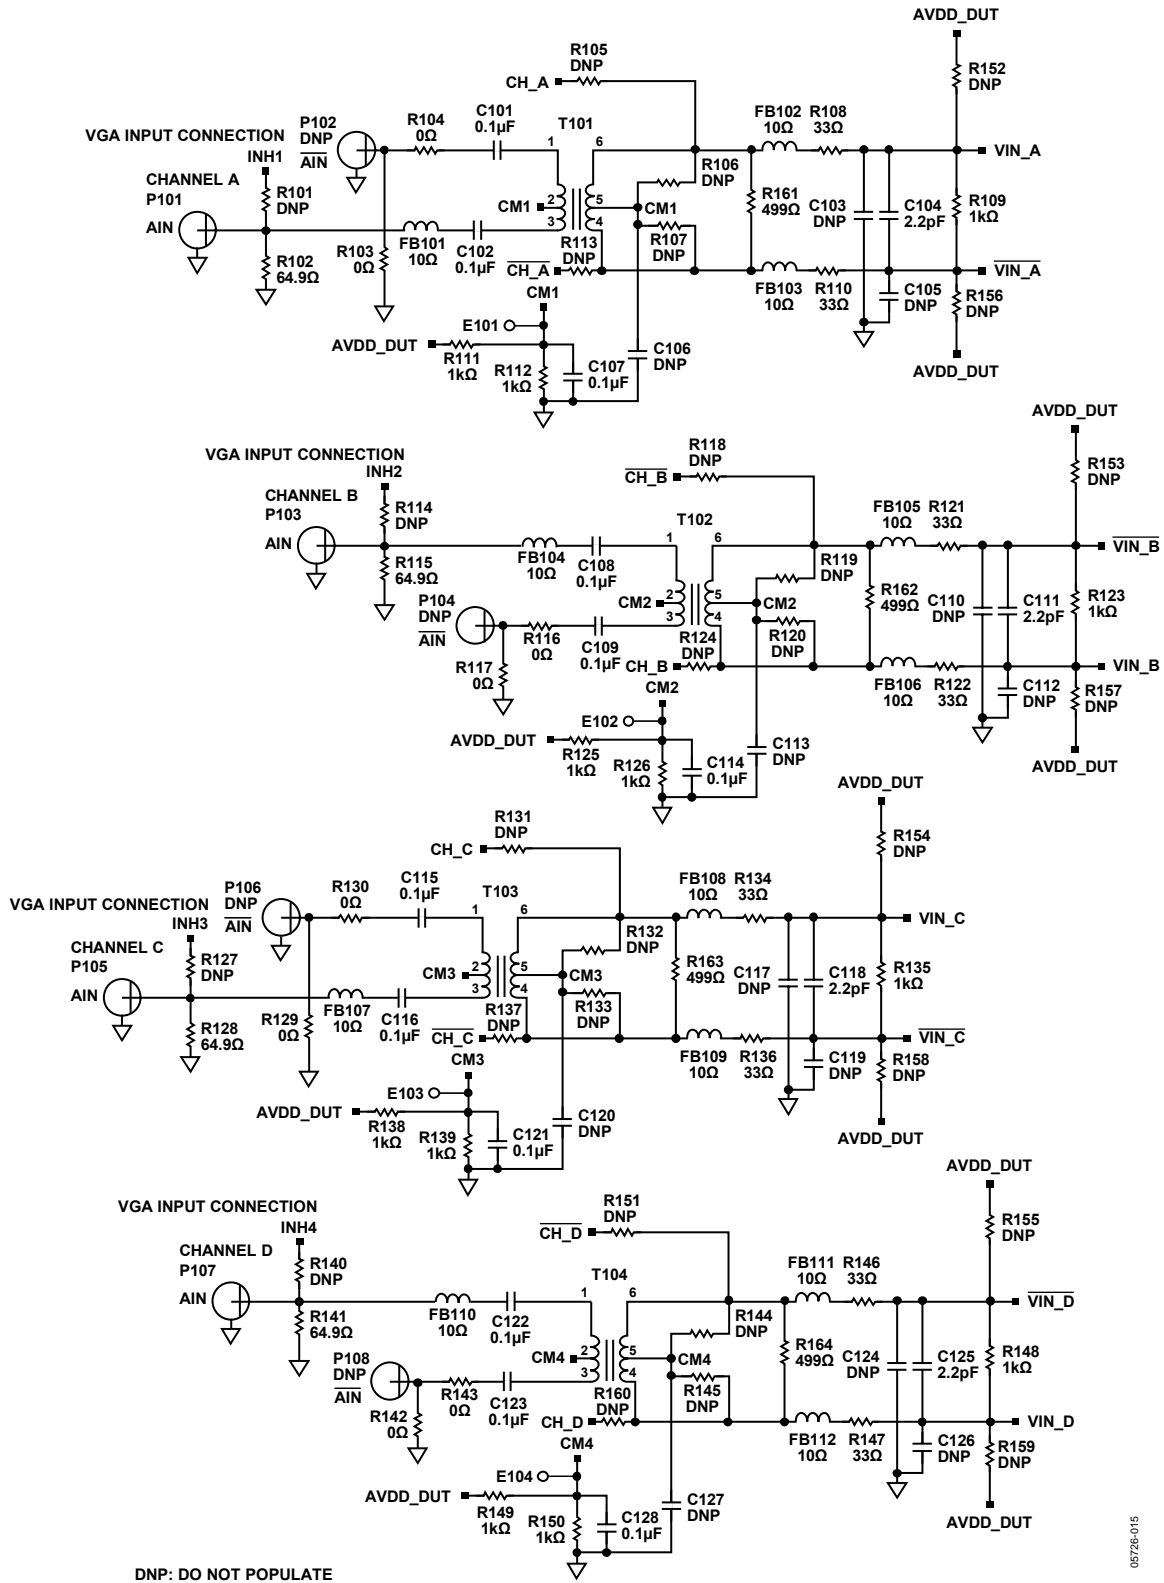 AVDD_DUT
R105
DNP
CH_A
R152
DNP
VGA INPUT CONNECTION
INH1
P102
DNP
AIN
R104
0Ω
C101
0.1µF
T101
1
2
3
6
5
4
FB102
10Ω
R108
33Ω
VIN_A
CHANNEL A
P101
AIN
R101
DNP
R102
64.9Ω
R103
0Ω
FB101
10Ω
C102
0.1µF
CM1
CM1
R106
DNP
R107
DNP
R113
DNP
CH_A
R161
499Ω
C103
DNP
C104
2.2pF
R109
1kΩ
FB103
10Ω
R110
33Ω
C105
DNP
VIN_A
R156
DNP
AVDD_DUT
CM1
E101
AVDD_DUT
R111
1kΩ
R112
1kΩ
C107
0.1µF
C106
DNP
AVDD_DUT
R118
DNP
CH_B
R153
DNP
VGA INPUT CONNECTION
INH2
CHANNEL B
P103
AIN
R114
DNP
R115
64.9Ω
FB104
10Ω
C108
0.1µF
T102
1
2
3
6
5
4
FB105
10Ω
R121
33Ω
VIN_B
P104
DNP
AIN
R116
0Ω
R117
0Ω
C109
0.1µF
CM2
CM2
R119
DNP
R120
DNP
R124
DNP
CH_B
R162
499Ω
C110
DNP
C111
2.2pF
R123
1kΩ
FB106
10Ω
R122
33Ω
C112
DNP
VIN_B
R157
DNP
AVDD_DUT
CM2
E102
AVDD_DUT
R125
1kΩ
R126
1kΩ
C114
0.1µF
C113
DNP
AVDD_DUT
R131
DNP
CH_C
R154
DNP
VGA INPUT CONNECTION
INH3
P106
DNP
AIN
R130
0Ω
C115
0.1µF
T103
1
2
3
6
5
4
FB108
10Ω
R134
33Ω
VIN_C
CHANNEL C
P105
AIN
R127
DNP
R128
64.9Ω
R129
0Ω
FB107
10Ω
C116
0.1µF
CM3
CM3
R132
DNP
R133
DNP
R137
DNP
CH_C
R163
499Ω
C117
DNP
C118
2.2pF
R135
1kΩ
FB109
10Ω
R136
33Ω
C119
DNP
VIN_C
R158
DNP
AVDD_DUT
CM3
E103
AVDD_DUT
R138
1kΩ
R139
1kΩ
C121
0.1µF
C120
DNP
AVDD_DUT
R151
DNP
CH_D
R155
DNP
VGA INPUT CONNECTION
INH4
CHANNEL D
P107
AIN
R140
DNP
R141
64.9Ω
FB110
10Ω
C122
0.1µF
T104
1
2
3
6
5
4
FB111
10Ω
R146
33Ω
VIN_D
P108
DNP
AIN
R143
0Ω
R142
0Ω
C123
0.1µF
CM4
CM4
R144
DNP
R145
DNP
R160
DNP
CH_D
R164
499Ω
C124
DNP
C125
2.2pF
R148
1kΩ
FB112
10Ω
R147
33Ω
C126
DNP
VIN_D
R159
DNP
AVDD_DUT
CM4
E104
AVDD_DUT
R149
1kΩ
R150
1kΩ
C128
0.1µF
C127
DNP
DNP: DO NOT POPULATE
05726-015